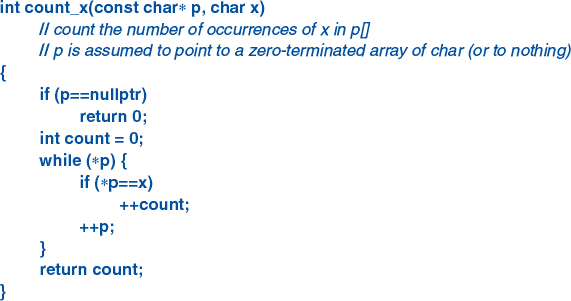 int count_x(const char* p, char x)
// count the number of occurrences of x in p[]
// p is assumed to point to a zero-terminated array of char (or to nothing)
{
if (p==nullptr)
return 0;
int count = 0;
while (*p) {
if (*p==x)
++count;
++p;
}
return count;
}